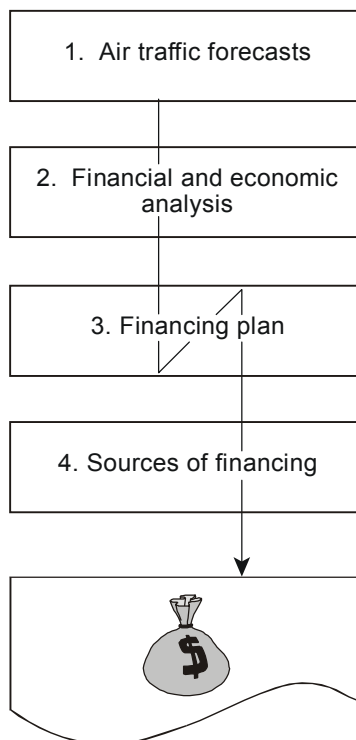 1. Air traffic forecasts
2. Financial and economic
analysis
3. Financing plan
4. Sources of financing
$